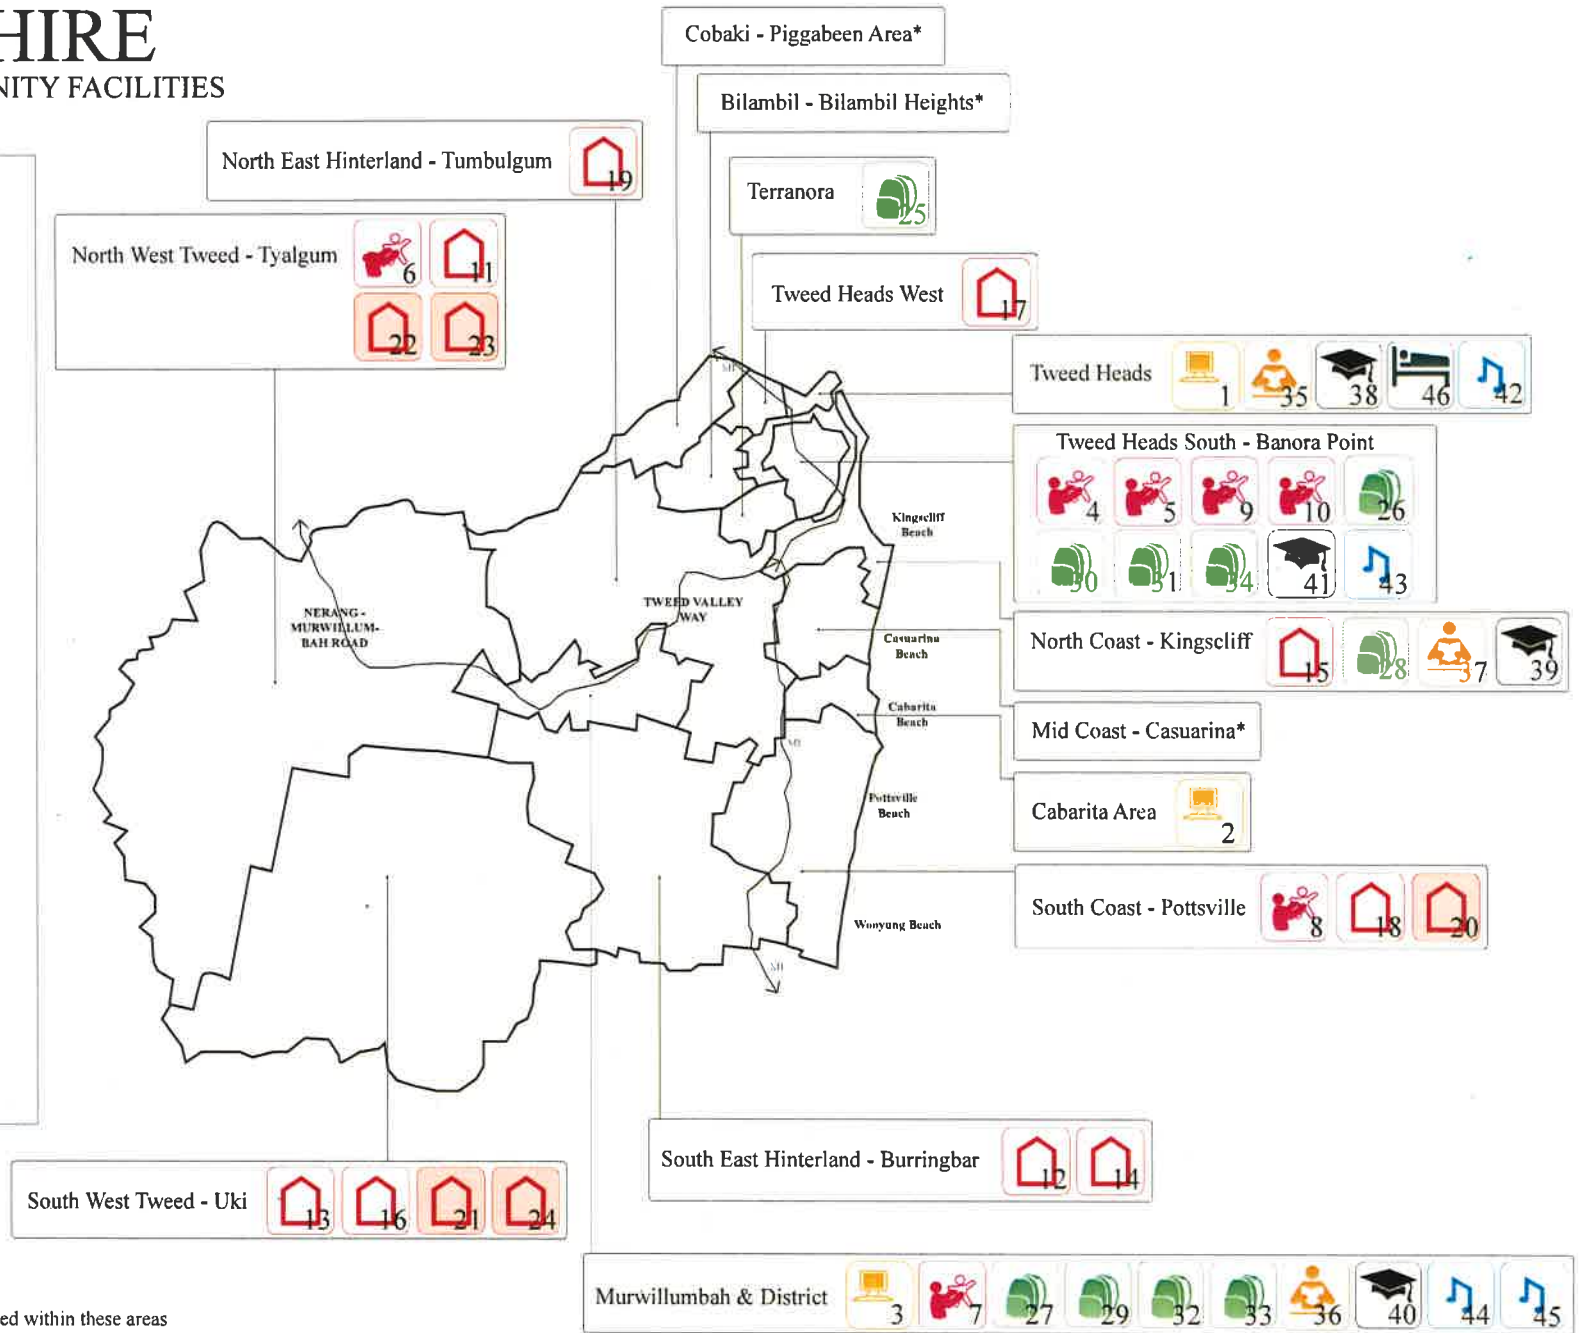 HIRE
NITY FACILITIES
Cobaki - Piggabeen Area*
Bilambil - Bilambil Heights*
North East Hinterland - Tumbulgum 19
Terranora 25
North West Tweed - Tyalgum 6 11
22 23
Tweed Heads West 17
Tweed Heads 1 35 38 46 42
M1
Tweed Heads South - Banora Point
4 5 9 10 26
30 31 34 41 43
Kingscliff
Beach
NERANG -
MURWILLUM-
BAH ROAD
TWEED VALLEY
WAY
North Coast - Kingscliff 15 28 37 39
Casuarina
Beach
Cabarita
Beach
Mid Coast - Casuarina*
M1
Cabarita Area 2
Pottsville
Beach
South Coast - Pottsville 8 18 20
Wooyung Beach
M1
South East Hinterland - Burringbar 12 14
South West Tweed - Uki 13 16 21 24
Murwillumbah & District 3 7 27 29 32 33 36 40 44 45
ed within these areas